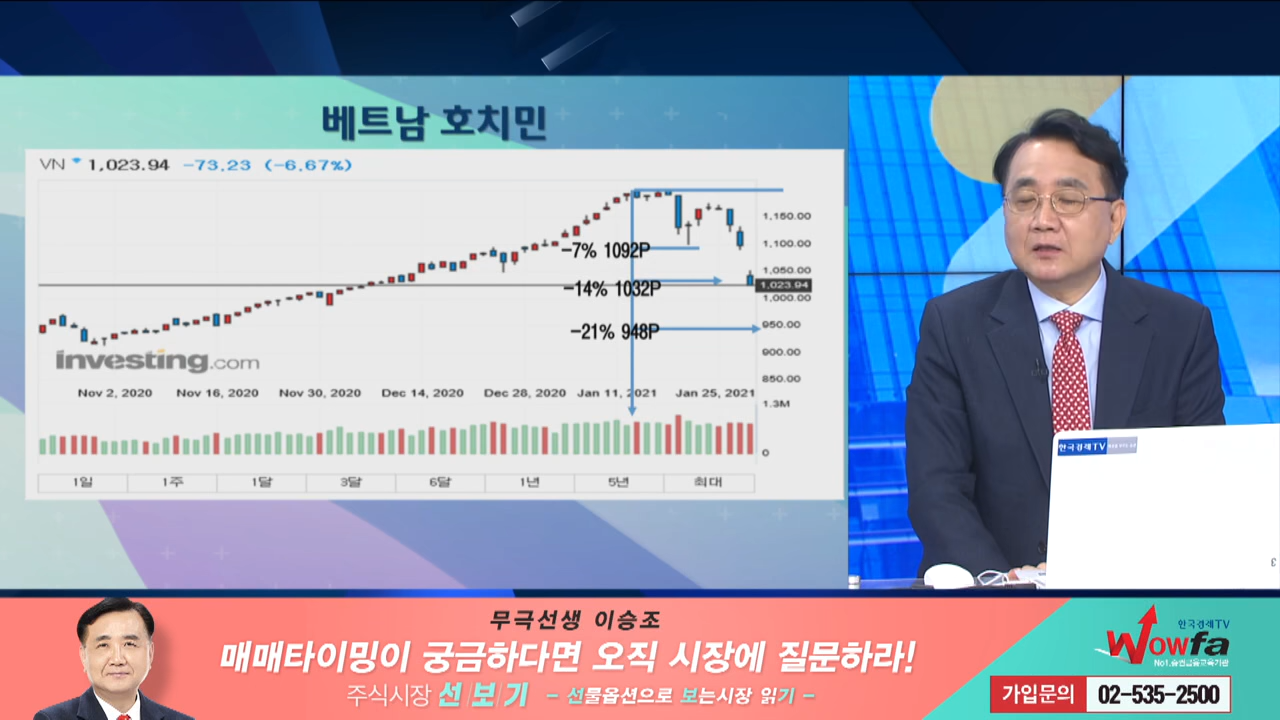 베트남 호치민
VN 1,023.94 -73.23 (-6.67%)
1,150.00
-7% 1092P
1,100.00
1,050.00
-14% 1032P
1,023.94
1,000.00
-21% 948P
950.00
Investing.com
900.00
850.00
Nov 2, 2020 Nov 16, 2020 Nov 30, 2020 Dec 14, 2020 Dec 28, 2020 Jan 11, 2021 Jan 25, 2021
1.3M
0
1일 1주 1달 3달 6달 1년 5년 최대
한국경제TV
무극선생 이승조
매매타이밍이 궁금하다면 오직 시장에 질문하라!
주식시장 선보기 - 선물옵션으로 보는시장 읽기 -
한국경제TV
Wowfa
No1.증권금융교육기관
가입문의 02-535-2500